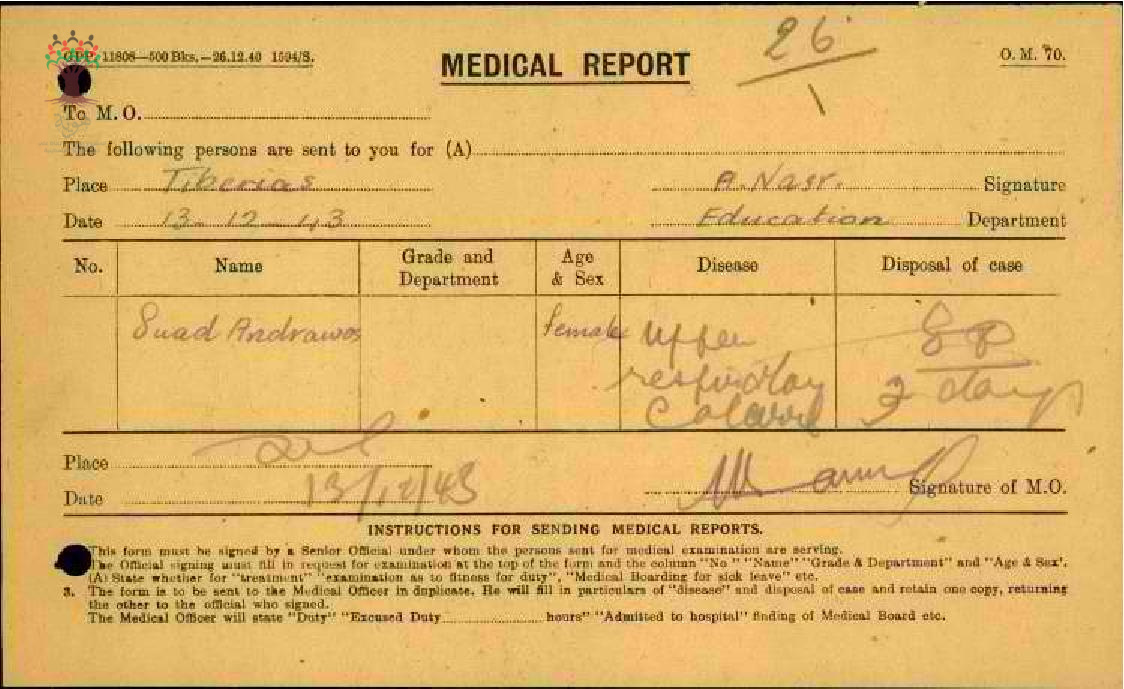 GPP. 11808—500 Bks.—26.12.40 1594/S.
MEDICAL REPORT
26
1
O. M. 70.
To M. O.
The following persons are sent to you for (A)
Place Tiberias A. Nasr. Signature
Date 13-12-43 Education Department
No. Name Grade and Department Age & Sex Disease Disposal of case
Suad Andrawos female Upper
respiratory
days
Place
Date 13/12/43 Signature of M.O.
INSTRUCTIONS FOR SENDING MEDICAL REPORTS.
This form must be signed by a Senior Official under whom the persons sent for medical examination are serving.
The Official signing must fill in request for examination at the top of the form and the column "No" "Name" "Grade & Department" and "Age & Sex".
(A) State whether for "treatment" "examination as to fitness for duty", "Medical Boarding for sick leave" etc.
3. The form is to be sent to the Medical Officer in duplicate. He will fill in particulars of "disease" and disposal of case and retain one copy, returning
the other to the official who signed.
The Medical Officer will state "Duty" "Excused Duty hours" "Admitted to hospital" finding of Medical Board etc.